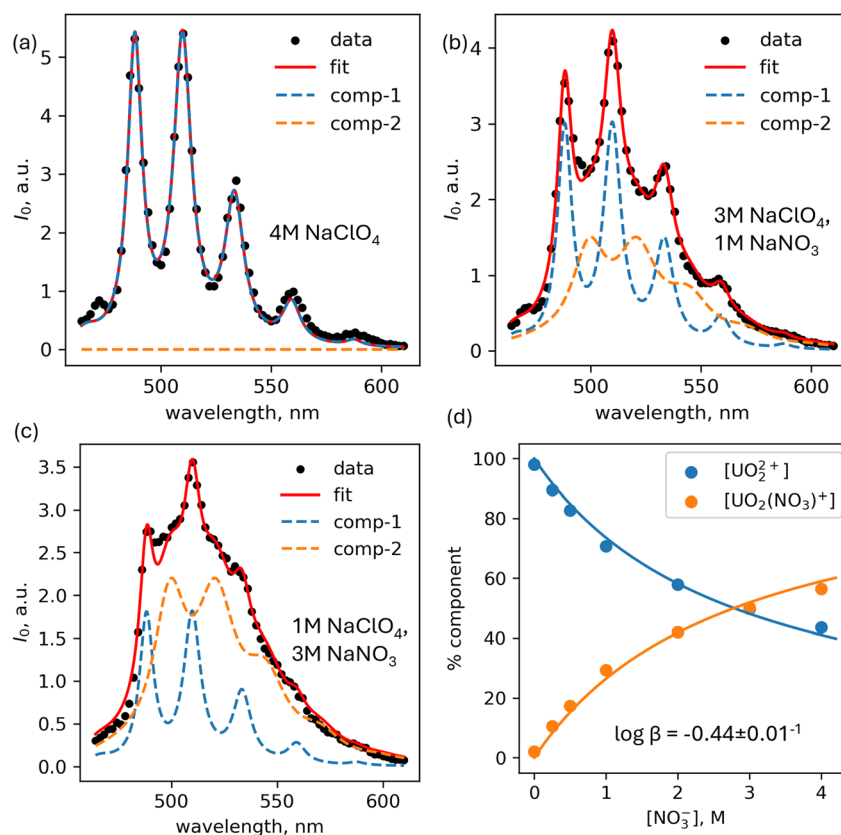 (a)
5
4
3
2
1
0
I₀, a.u.
data
fit
comp-1
comp-2
4M NaClO₄
500
550
600
wavelength, nm
(b)
4
3
2
1
0
I₀, a.u.
data
fit
comp-1
comp-2
3M NaClO₄,
1M NaNO₃
500
550
600
wavelength, nm
(c)
3.5
3.0
2.5
2.0
1.5
1.0
0.5
0.0
I₀, a.u.
data
fit
comp-1
comp-2
1M NaClO₄,
3M NaNO₃
500
550
600
wavelength, nm
(d)
100
80
60
40
20
0
% component
[UO₂²⁺]
[UO₂(NO₃)⁺]
log β = -0.44±0.01⁻¹
0
1
2
3
4
[NO₃⁻], M